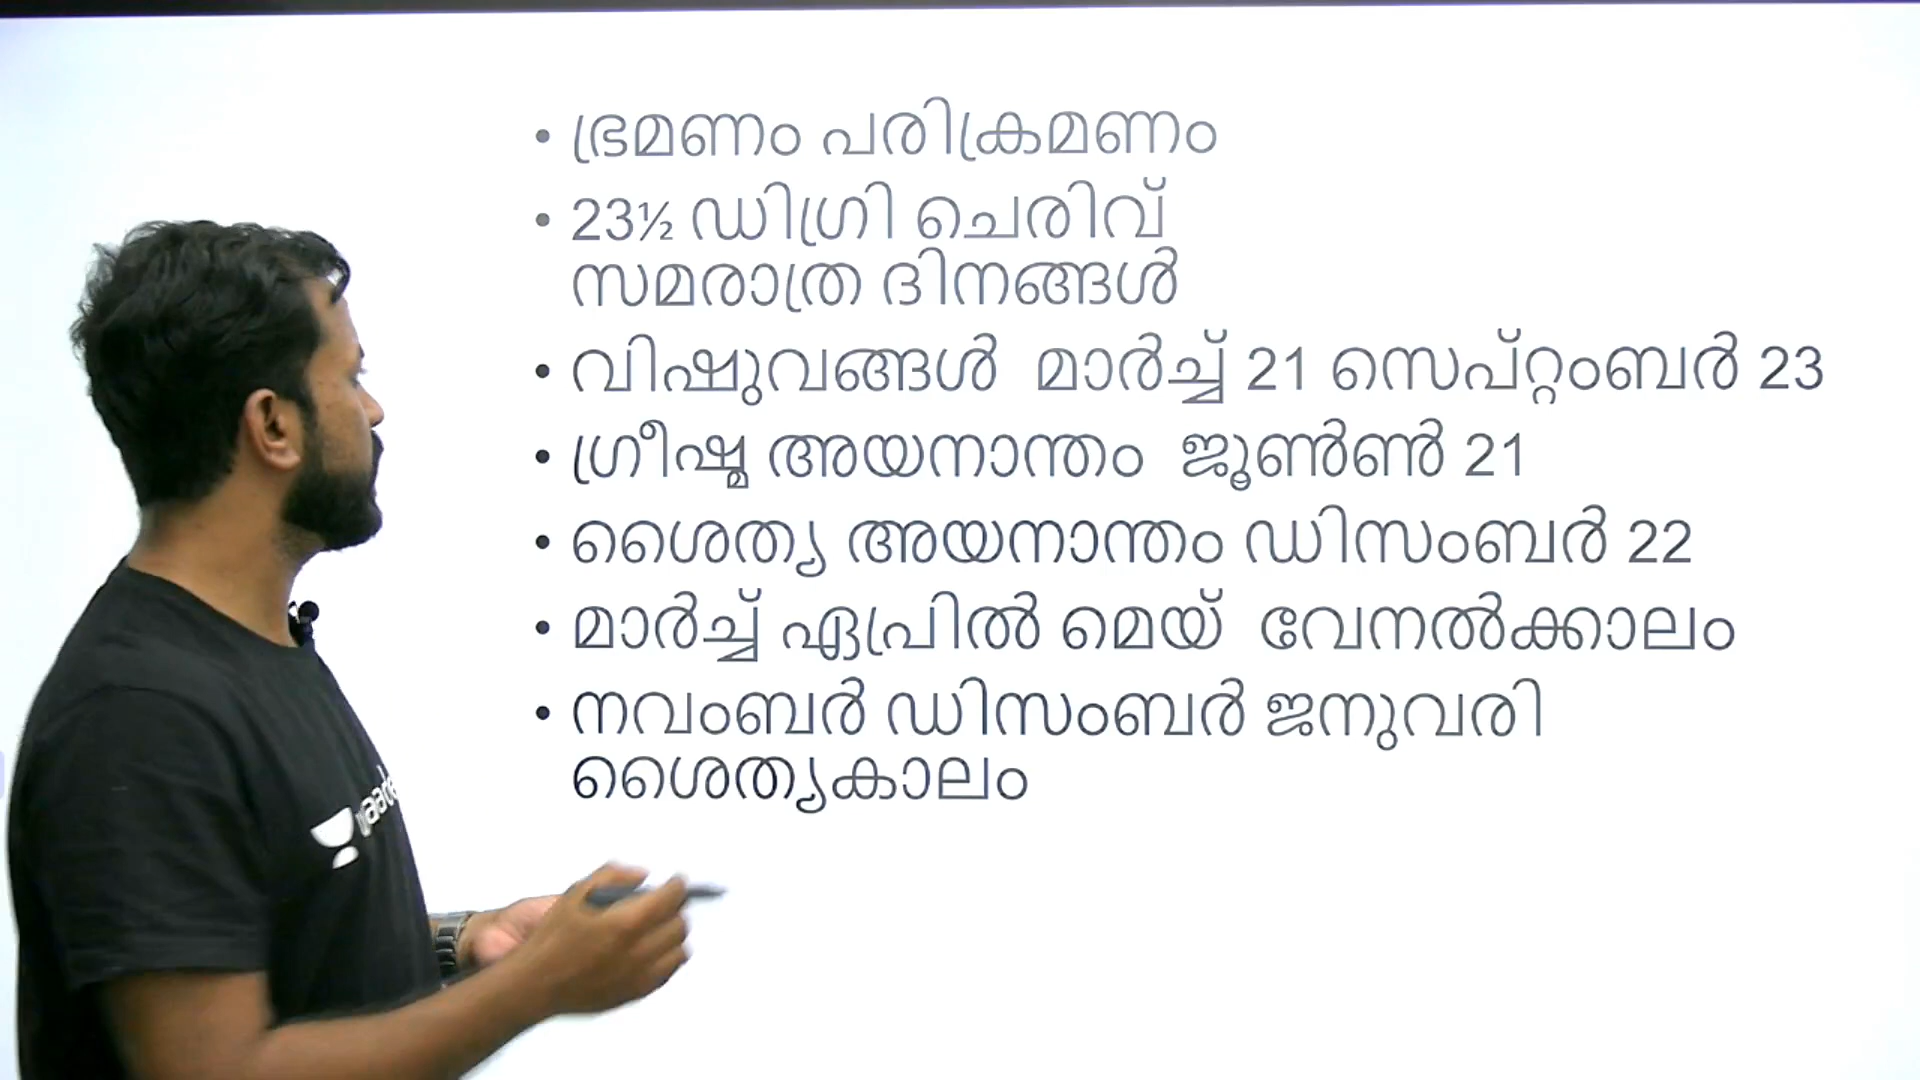 • ഭ്രമണം പരിക്രമണം
• 23½ ഡിഗ്രി ചെരിവ്
സമരാത്ര ദിനങ്ങൾ
• വിഷുവങ്ങൾ മാർച്ച് 21 സെപ്റ്റംബർ 23
• ഗ്രീഷ്മ അയനാന്തം ജൂൺൺ 21
• ശൈത്യ അയനാന്തം ഡിസംബർ 22
• മാർച്ച് ഏപ്രിൽ മെയ് വേനൽക്കാലം
• നവംബർ ഡിസംബർ ജനുവരി
ശൈത്യകാലം